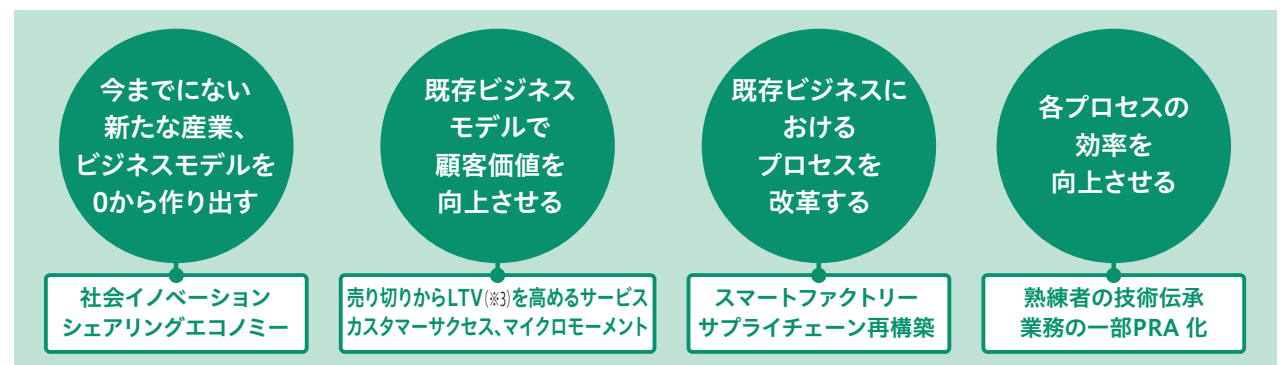 今までにない
新たな産業、
ビジネスモデルを
0から作り出す
社会イノベーション
シェアリングエコノミー
既存ビジネス
モデルで
顧客価値を
向上させる
売り切りからLTV(※3)を高めるサービス
カスタマーサクセス、マイクロモーメント
既存ビジネスに
おける
プロセスを
改革する
スマートファクトリー
サプライチェーン再構築
各プロセスの
効率を
向上させる
熟練者の技術伝承
業務の一部PRA 化